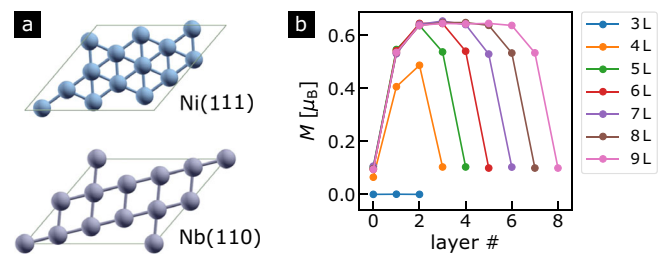 a
Ni(111)
Nb(110)
b
M [μB]
0.6
0.4
0.2
0.0
0 2 4 6 8
layer #
3 L
4 L
5 L
6 L
7 L
8 L
9 L